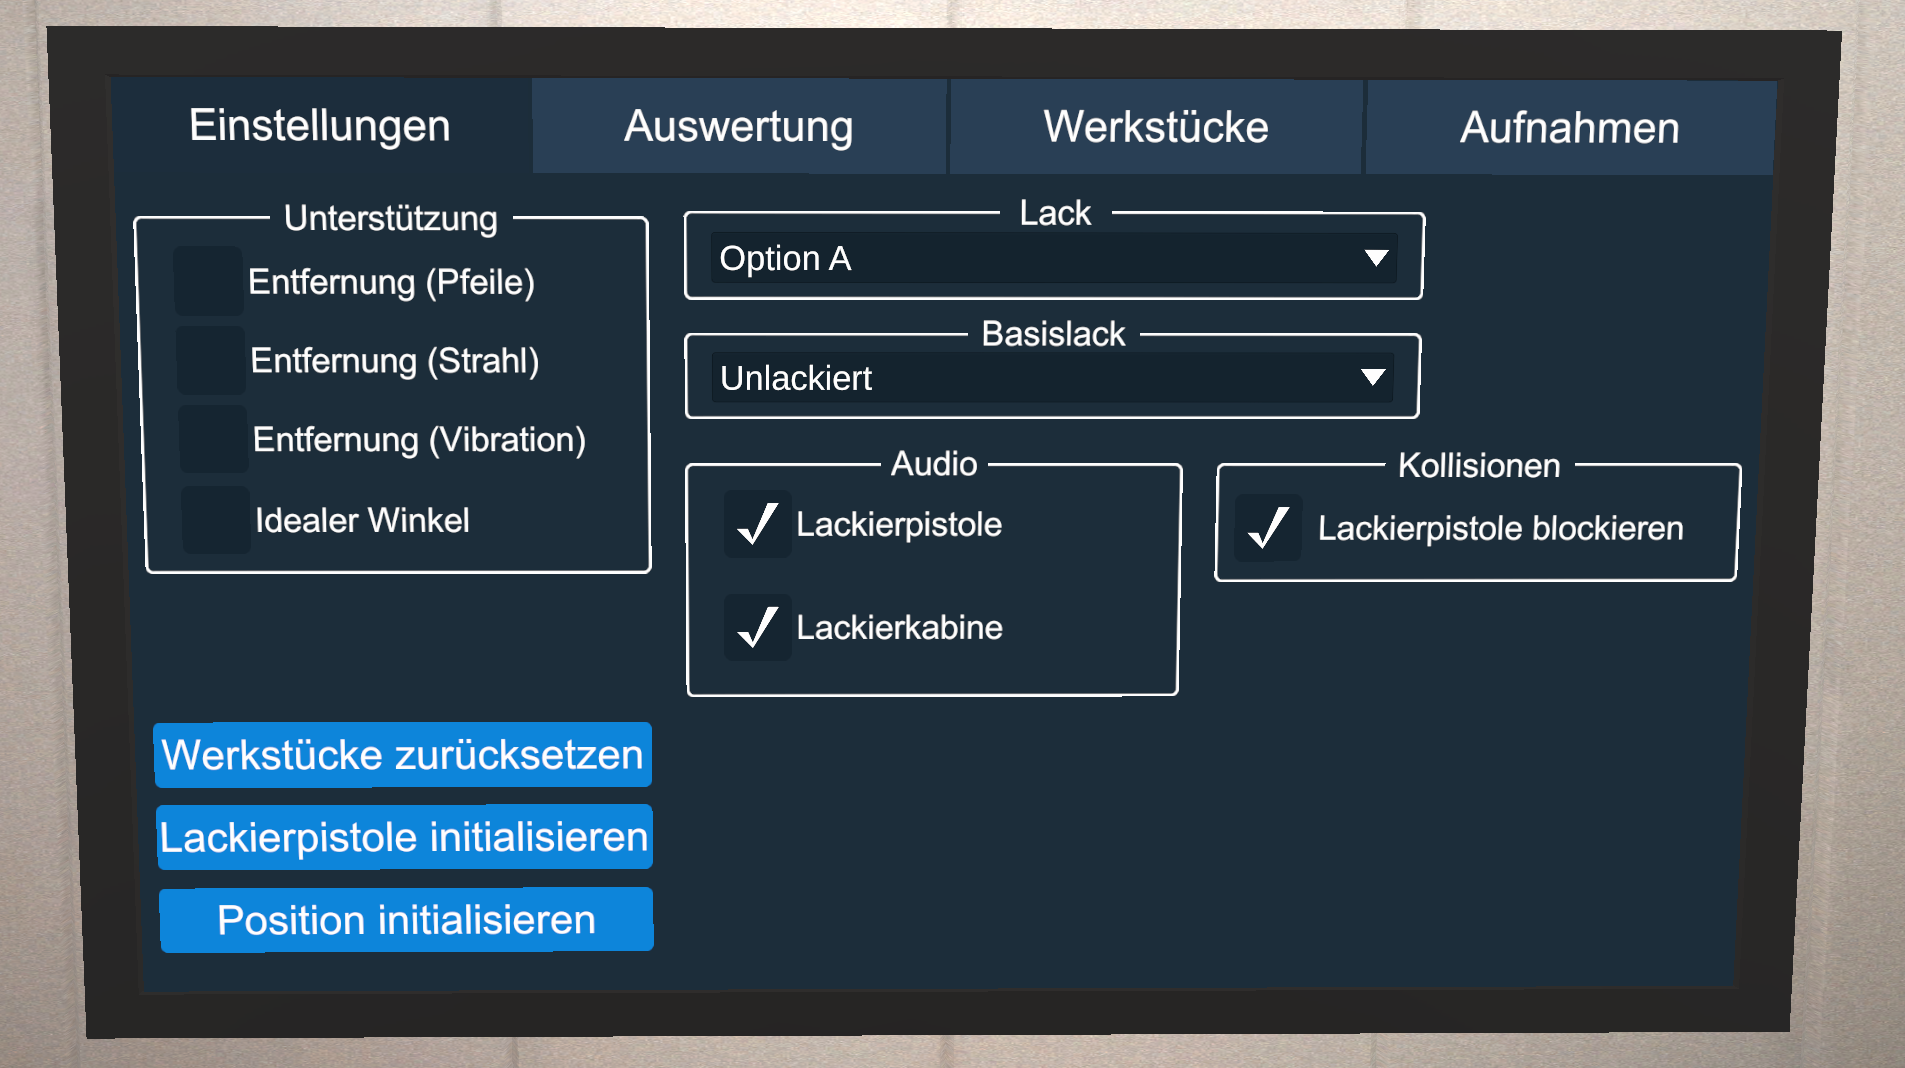 Einstellungen
Auswertung
Werkstücke
Aufnahmen
Unterstützung
Entfernung (Pfeile)
Entfernung (Strahl)
Entfernung (Vibration)
Idealer Winkel
Lack
Option A
Basislack
Unlackiert
Audio
Lackierpistole
Lackierkabine
Kollisionen
Lackierpistole blockieren
Werkstücke zurücksetzen
Lackierpistole initialisieren
Position initialisieren